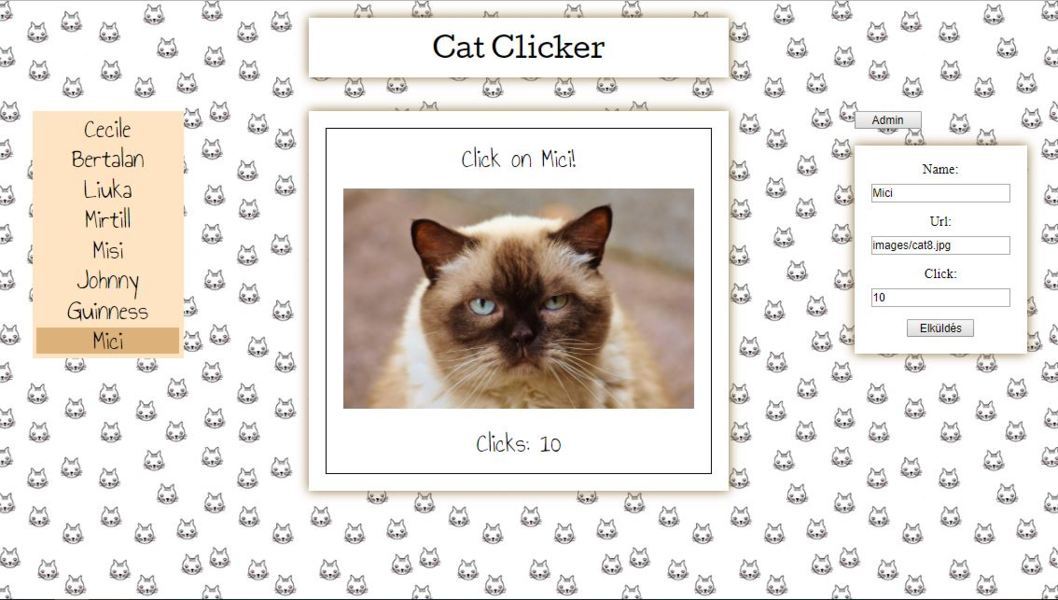 Cat Clicker
Cecile
Bertalan
Liuka
Mirtill
Misi
Johnny
Guinness
Mici
Click on Mici!
Clicks: 10
Admin
Name:
Mici
Url:
images/cat8.jpg
Click:
10
Elküldés